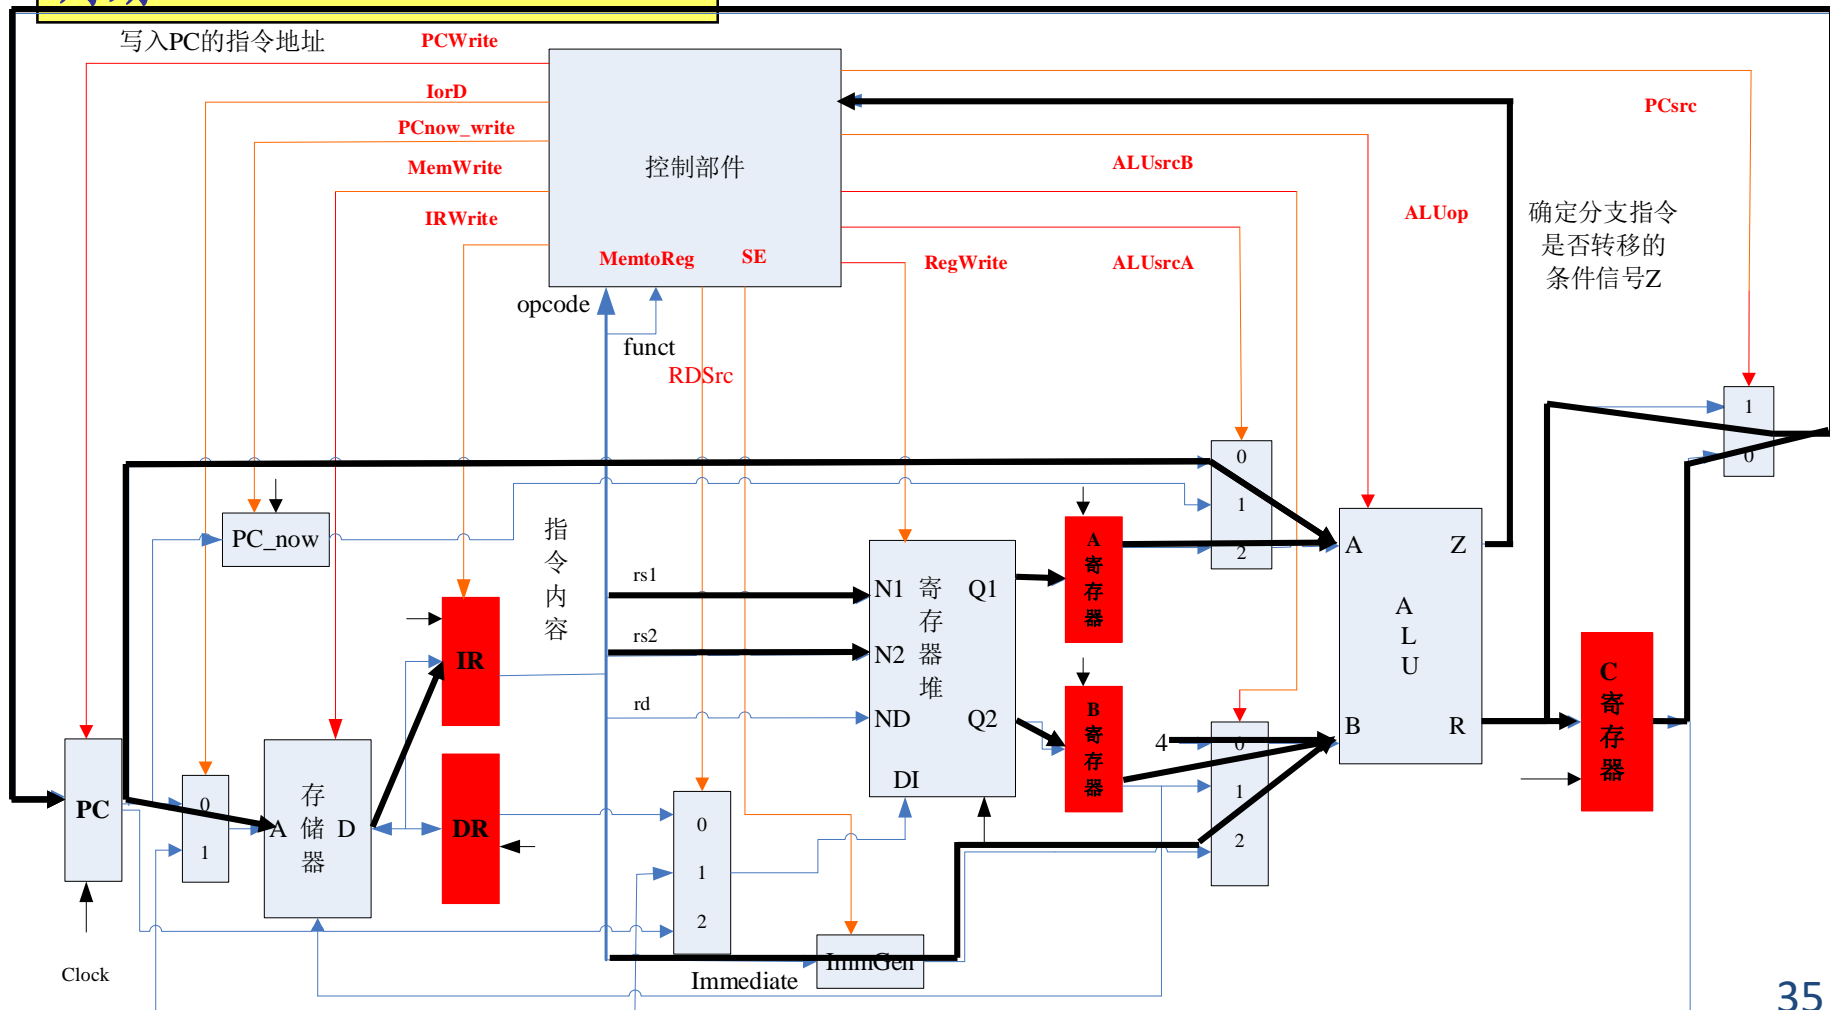 写入PC的指令地址
PCWrite
IorD
PCnow_write
MemWrite
IRWrite
控制部件
MemtoReg
SE
opcode
funct
RDSrc
RegWrite
ALUsrcB
ALUsrcA
ALUop
PCsrc
确定分支指令
是否转移的
条件信号Z
1
0
PC_now
指
令
内
容
rs1
rs2
rd
N1
N2
ND
DI
Q1
Q2
寄
存
器
堆
A
寄
存
器
B
寄
存
器
0
1
2
4
0
1
2
A
B
Z
R
A
L
U
C
寄
存
器
IR
DR
PC
0
1
A
存
储
器
D
0
1
2
ImmGen
Immediate
Clock
35